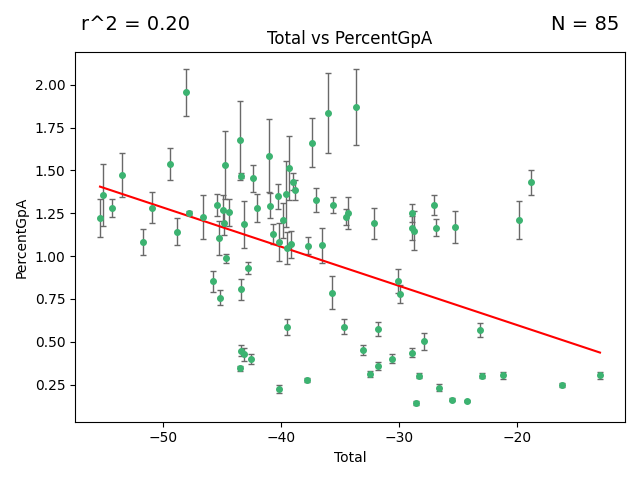 r^2 = 0.20
N = 85
Total vs PercentGpA
PercentGpA
2.00
1.75
1.50
1.25
1.00
0.75
0.50
0.25
−50
−40
−30
−20
Total